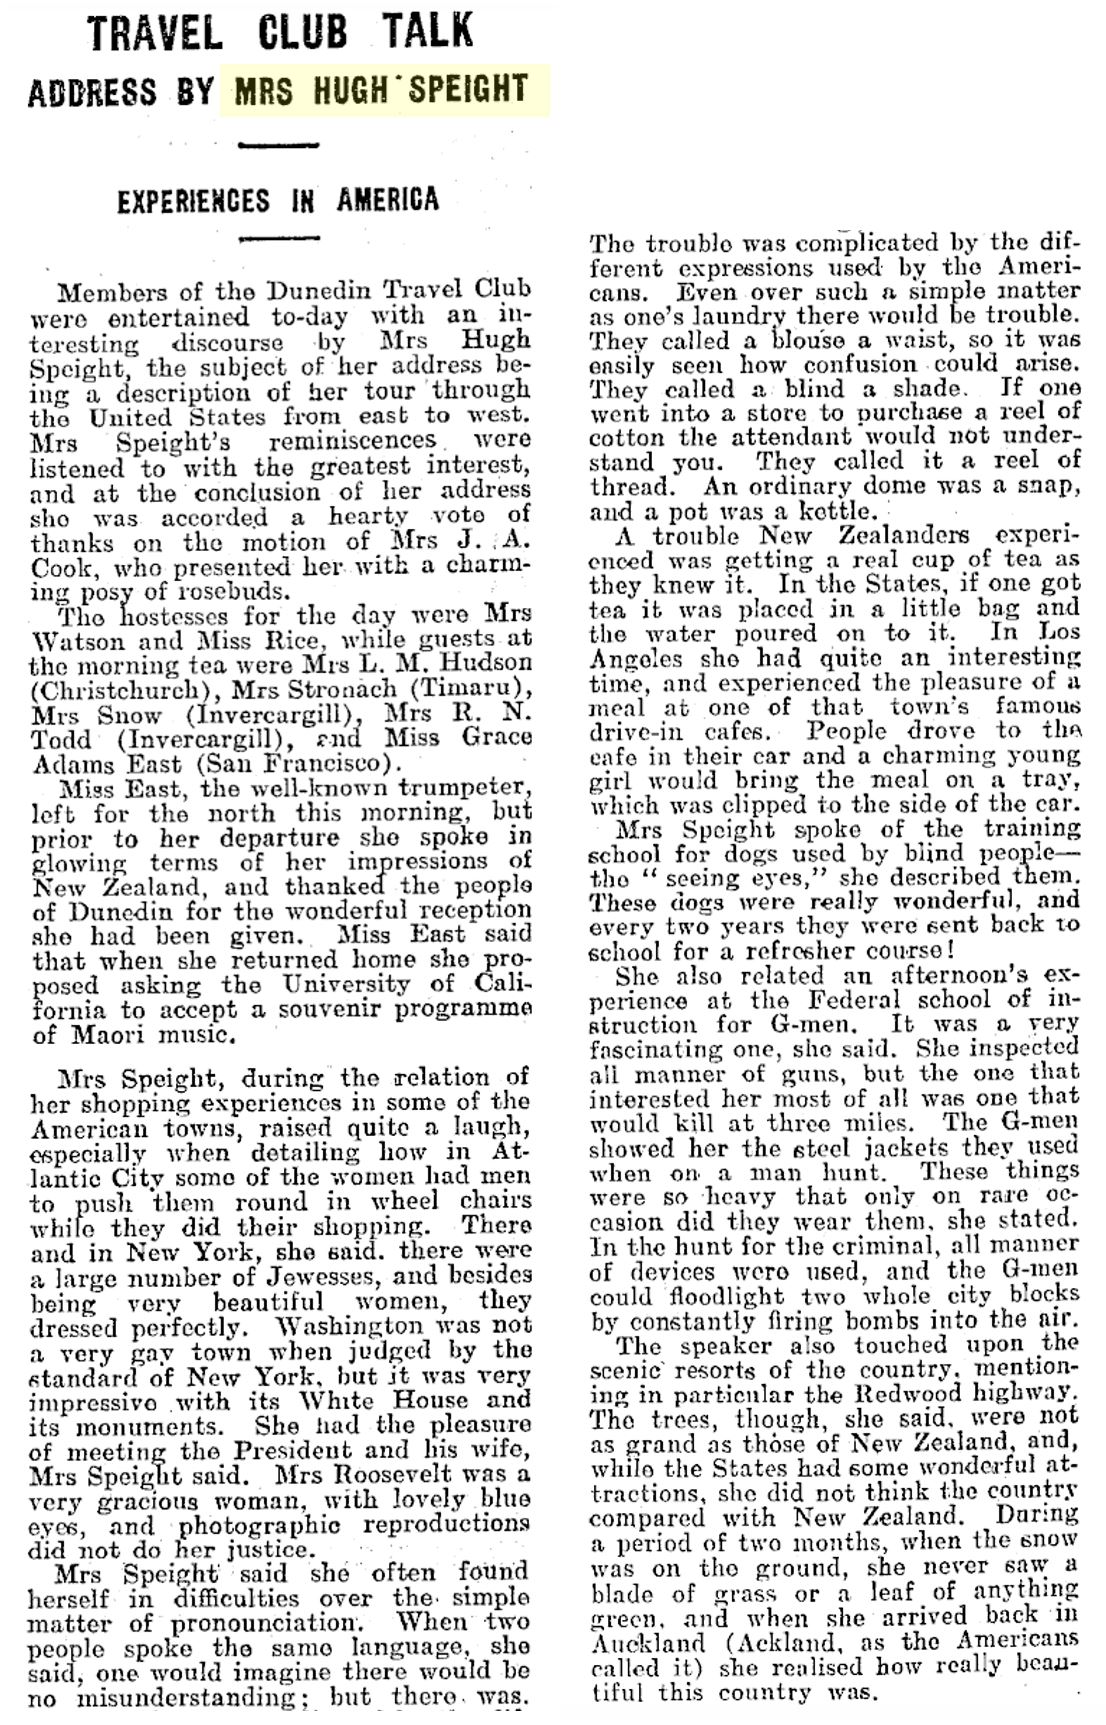 TRAVEL CLUB TALK
ADDRESS BY MRS HUGH SPEIGHT
EXPERIENCES IN AMERICA
Members of the Dunedin Travel Club
were entertained to-day with an in-
teresting discourse by Mrs Hugh
Speight, the subject of her address be-
ing a description of her tour through
the United States from east to west.
Mrs Speight's reminiscences were
listened to with the greatest interest,
and at the conclusion of her address
she was accorded a hearty vote of
thanks on the motion of Mrs J. A.
Cook, who presented her with a charm-
ing posy of rosebuds.
The hostesses for the day were Mrs
Watson and Miss Rice, while guests at
the morning tea were Mrs L. M. Hudson
(Christchurch), Mrs Stronach (Timaru),
Mrs Snow (Invercargill), Mrs R. N.
Todd (Invercargill), and Miss Grace
Adams East (San Francisco).
Miss East, the well-known trumpeter,
left for the north this morning, but
prior to her departure she spoke in
glowing terms of her impressions of
New Zealand, and thanked the people
of Dunedin for the wonderful reception
she had been given. Miss East said
that when she returned home she pro-
posed asking the University of Cali-
fornia to accept a souvenir programme
of Maori music.
Mrs Speight, during the relation of
her shopping experiences in some of the
American towns, raised quite a laugh,
especially when detailing how in At-
lantic City some of the women had men
to push them round in wheel chairs
while they did their shopping. There
and in New York, she said. there were
a large number of Jewesses, and besides
being very beautiful women, they
dressed perfectly. Washington was not
a very gay town when judged by the
standard of New York, but it was very
impressive with its White House and
its monuments. She had the pleasure
of meeting the President and his wife,
Mrs Speight said. Mrs Roosevelt was a
very gracious woman, with lovely blue
eyes, and photographic reproductions
did not do her justice.
Mrs Speight said she often found
herself in difficulties over the simple
matter of pronounciation. When two
people spoke the same language, she
said, one would imagine there would be
no misunderstanding; but there was.
The trouble was complicated by the dif-
ferent expressions used by the Ameri-
cans. Even over such a simple matter
as one's laundry there would be trouble.
They called a blouse a waist, so it was
easily seen how confusion could arise.
They called a blind a shade. If one
went into a store to purchase a reel of
cotton the attendant would not under-
stand you. They called it a reel of
thread. An ordinary dome was a snap,
and a pot was a kettle.
A trouble New Zealanders experi-
enced was getting a real cup of tea as
they knew it. In the States, if one got
tea it was placed in a little bag and
the water poured on to it. In Los
Angeles she had quite an interesting
time, and experienced the pleasure of a
meal at one of that town's famous
drive-in cafes. People drove to the
cafe in their car and a charming young
girl would bring the meal on a tray,
which was clipped to the side of the car.
Mrs Speight spoke of the training
school for dogs used by blind people—
the "seeing eyes," she described them.
These dogs were really wonderful, and
every two years they were sent back to
school for a refresher course!
She also related an afternoon's ex-
perience at the Federal school of in-
struction for G-men. It was a very
fascinating one, she said. She inspected
all manner of guns, but the one that
interested her most of all was one that
would kill at three miles. The G-men
showed her the steel jackets they used
when on a man hunt. These things
were so heavy that only on rare oc-
casion did they wear them, she stated.
In the hunt for the criminal, all manner
of devices were used, and the G-men
could floodlight two whole city blocks
by constantly firing bombs into the air.
The speaker also touched upon the
scenic resorts of the country, mention-
ing in particular the Redwood highway.
The trees, though, she said, were not
as grand as those of New Zealand, and,
while the States had some wonderful at-
tractions, she did not think the country
compared with New Zealand. During
a period of two months, when the snow
was on the ground, she never saw a
blade of grass or a leaf of anything
green, and when she arrived back in
Auckland (Ackland, as the Americans
called it) she realised how really beau-
tiful this country was.